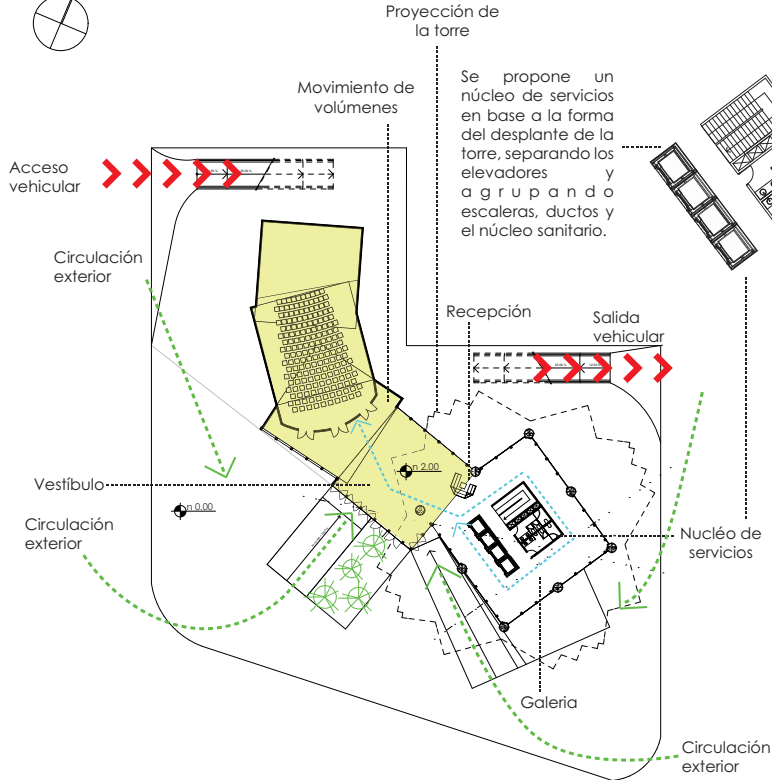 Proyección de
la torre
Movimiento de
volúmenes
Se propone un
núcleo de servicios
en base a la forma
del desplante de la
torre, separando los
elevadores y
agrupando
escaleras, ductos y
el núcleo sanitario.
Acceso
vehicular
Circulación
exterior
Recepción
Salida
vehicular
n 2.00
Vestíbulo
n 0.00
Circulación
exterior
Nucléo de
servicios
Galeria
Circulación
exterior